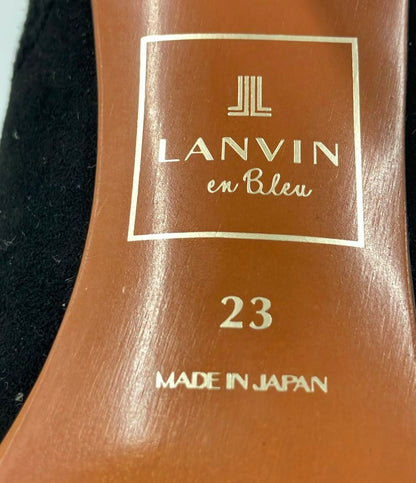 LANVIN
en Bleu
23
MADE IN JAPAN